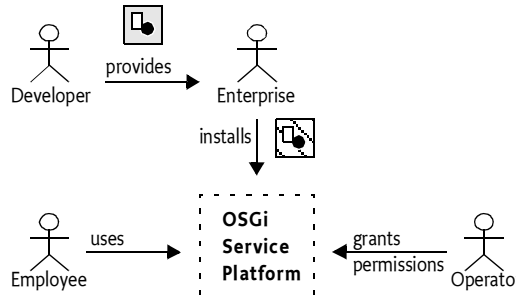 provides
Developer
Enterprise
installs
OSGi
Service
Platform
uses
grants
permissions
Employee
Operato